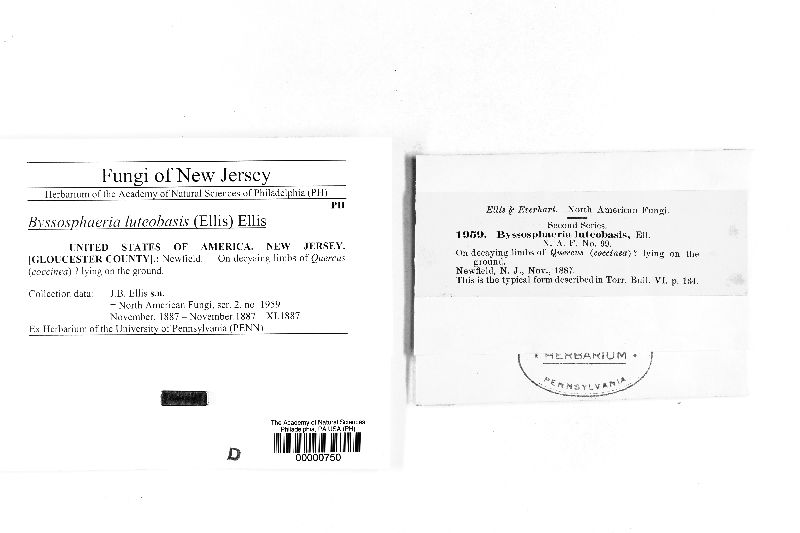 Fungi of New Jersey
Herbarium of the Academy of Natural Sciences of Philadelphia (PH)
PH
Byssosphaeria luteobasis (Ellis) Ellis
UNITED STATES OF AMERICA. NEW JERSEY.
[GLOUCESTER COUNTY].: Newfield. On decaying limbs of Quercus
(coccinea) ? lying on the ground.
Collection data: J.B. Ellis s.n.
= North American Fungi, ser. 2, no. 1959
November, 1887 – November 1887 XI.1887
Ex Herbarium of the University of Pennsylvania (PENN)
The Academy of Natural Sciences
Philadelphia, PA USA (PH)
00000750
D
Ellis & Everhart. North American Fungi.
Second Series.
1959. Byssosphaeria luteobasis, Ell.
N. A. F. No. 99.
On decaying limbs of Quercus (coccinea)? lying on the
ground.
Newfield, N. J., Nov., 1887.
This is the typical form described in Torr. Bull. VI, p. 134.
* HERBARIUM *
PENNSYLVANIA